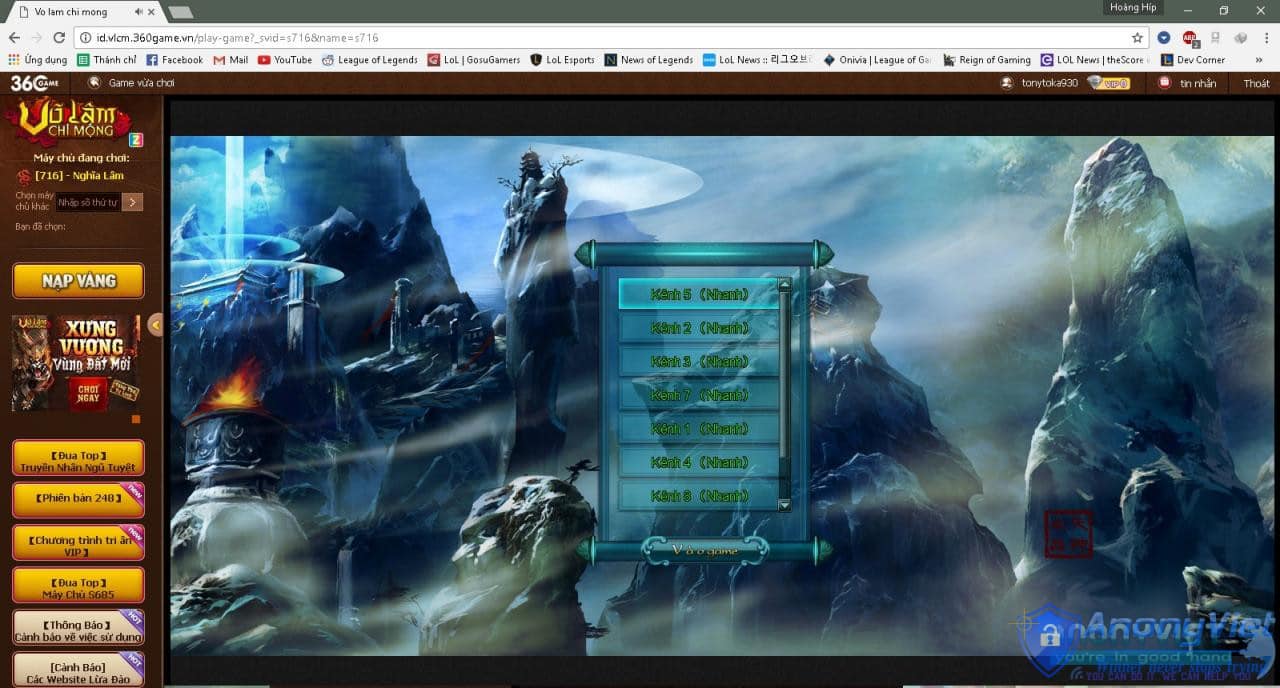 Hoàng Híp
Vo lam chi mong
id.vlcm.360game.vn/play-game?_svid=s716&name=s716
Ứng dụng Thánh chỉ Facebook Mail YouTube League of Legends LoL | GosuGamers LoL Esports News of Legends LoL News :: 리그오브 Onivia | League of Ga Reign of Gaming LOL News | theScore Dev Corner »
360GAME Game vừa chơi tonytoka930 VIP 0 tin nhắn Thoát
Võ Lâm
CHI MỘNG
Máy chủ đang chơi:
[716] - Nghĩa Lâm
Chọn máy
chủ khác
Nhập số thứ tự
Bạn đã chọn:
NẠP VÀNG
XƯNG
VƯƠNG
Vùng Đất Mới
CHƠI
NGAY
【Đua Top】
Truyền Nhân Ngũ Tuyệt
【Phiên bản 248】
new
【Chương trình tri ân
VIP】
new
【Đua Top】
Máy Chủ S685
【Thông Báo】
Cảnh báo về việc sử dụng
HOT
[Cảnh Báo]
Các Website Lừa Đảo
HOT
Kênh 5 (Nhanh)
Kênh 2 (Nhanh)
Kênh 3 (Nhanh)
Kênh 7 (Nhanh)
Kênh 1 (Nhanh)
Kênh 4 (Nhanh)
Kênh 8 (Nhanh)
Vào game
AnonyViet
you're in good hand
Winner never stops trying
YOU CAN DO IT. WE CAN HELP YOU